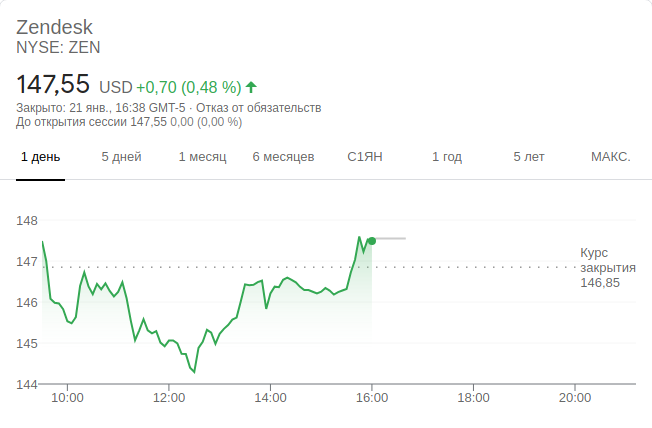 Zendesk
NYSE: ZEN
147,55 USD +0,70 (0,48 %)
Закрыто: 21 янв., 16:38 GMT-5 · Отказ от обязательств
До открытия сессии 147,55 0,00 (0,00 %)
1 день 5 дней 1 месяц 6 месяцев С1ЯН 1 год 5 лет МАКС.
148
147
146
145
144
Курс
закрытия
146,85
10:00 12:00 14:00 16:00 18:00 20:00